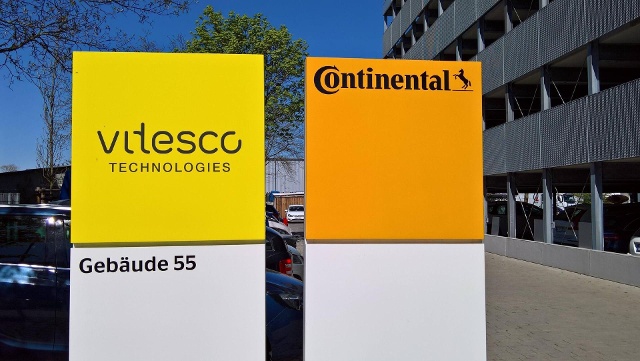 vitesco
TECHNOLOGIES
Gebäude 55
Continental